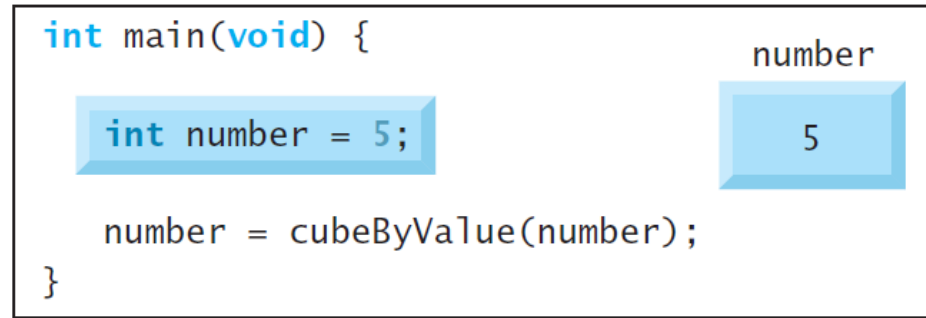 int main(void) {
number
int number = 5;
5
number = cubeByValue(number);
}